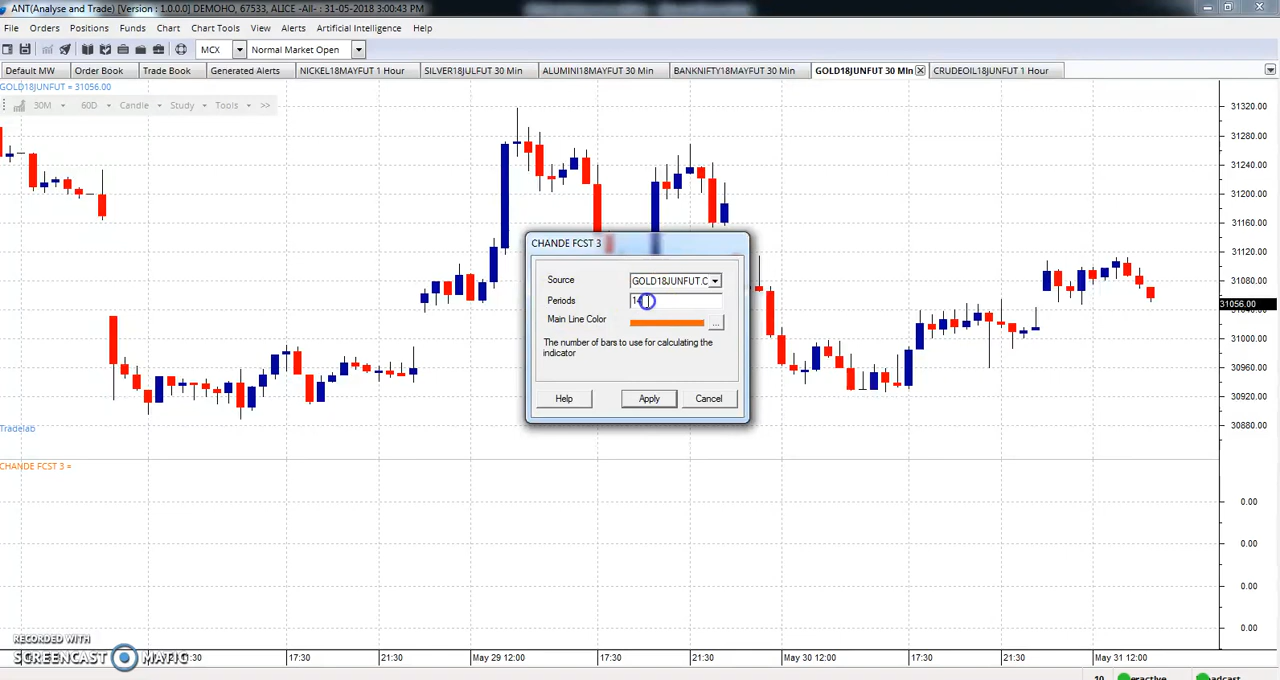 ANT(Analyse and Trade) [Version : 1.0.0.0] DEMOHO, 67533, ALICE -All- : 31-05-2018 3:00:43 PM
File Orders Positions Funds Chart Chart Tools View Alerts Artificial Intelligence Help
MCX Normal Market Open
Default MW Order Book Trade Book Generated Alerts NICKEL18MAYFUT 1 Hour SILVER18JULFUT 30 Min ALUMINI18MAYFUT 30 Min BANKNIFTY18MAYFUT 30 Min GOLD18JUNFUT 30 Min CRUDEOIL18JUNFUT 1 Hour
GOLD18JUNFUT = 31056.00
30M 60D Candle Study Tools >>
31320.00
31280.00
31240.00
31200.00
31160.00
31120.00
31080.00
31056.00
31000.00
30960.00
30920.00
30880.00
CHANDE FCST 3
Source GOLD18JUNFUT.C
Periods 14
Main Line Color ...
The number of bars to use for calculating the
indicator
Help Apply Cancel
Tradelab
CHANDE FCST 3 =
0.00
0.00
0.00
0.00
RECORDED WITH
SCREENCAST MATIC
17:30 21:30 May 29 12:00 17:30 21:30 May 30 12:00 17:30 21:30 May 31 12:00